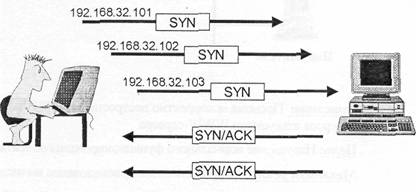 192.168.32.101
SYN
192.168.32.102
SYN
192.168.32.103
SYN
SYN/ACK
SYN/ACK